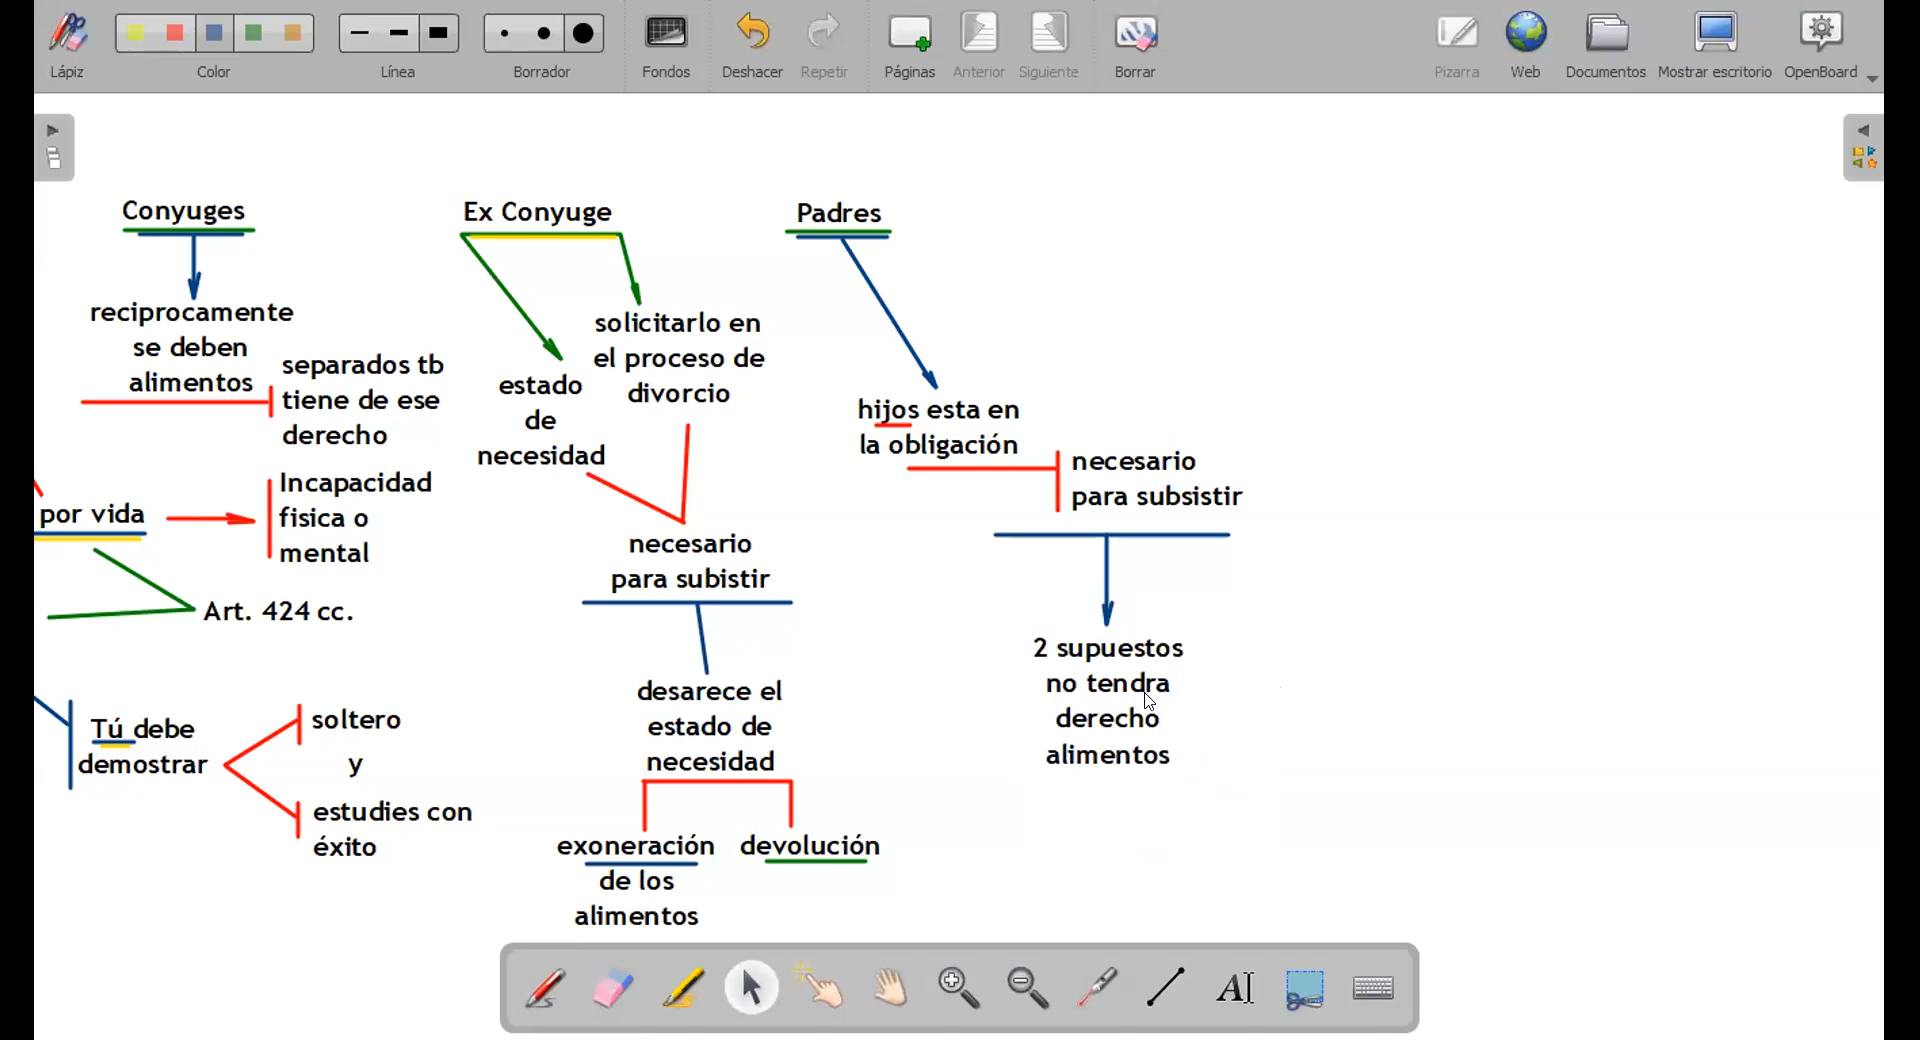 Lápiz
Color
Línea
Borrador
Fondos
Deshacer
Repetir
Páginas
Anterior
Siguiente
Borrar
Pizarra
Web
Documentos
Mostrar escritorio
OpenBoard
Conyuges
reciprocamente
se deben
alimentos
separados tb
tiene de ese
derecho
por vida
Incapacidad
fisica o
mental
Art. 424 cc.
Tú debe
demostrar
soltero
y
estudies con
éxito
Ex Conyuge
solicitarlo en
el proceso de
divorcio
estado
de
necesidad
necesario
para subistir
desarece el
estado de
necesidad
exoneración
de los
alimentos
devolución
Padres
hijos esta en
la obligación
necesario
para subsistir
2 supuestos
no tendra
derecho
alimentos
AI